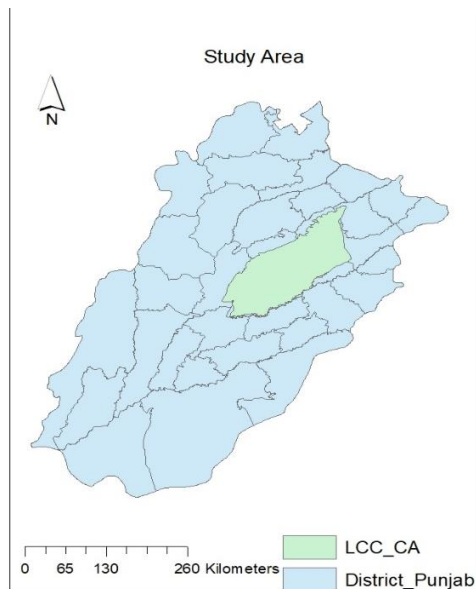 Study Area
N
LCC_CA
0 65 130 260 Kilometers
District_Punjab